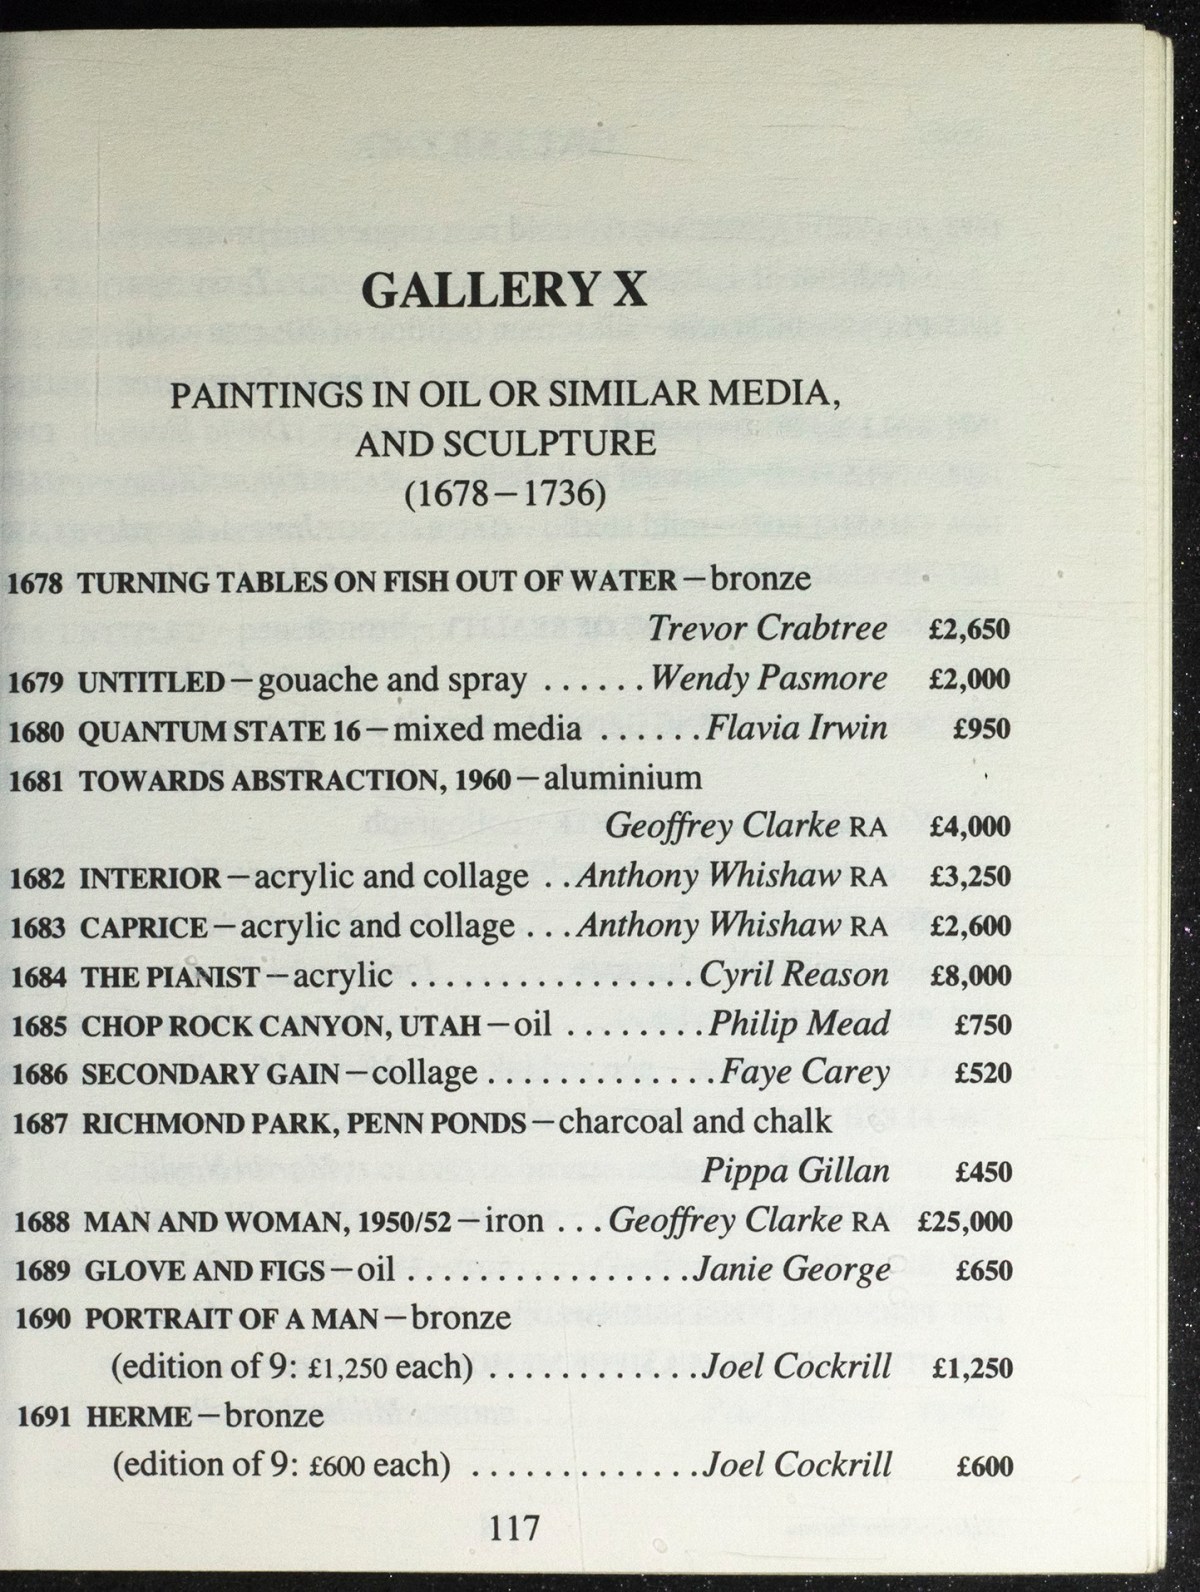 GALLERY X
PAINTINGS IN OIL OR SIMILAR MEDIA,
AND SCULPTURE
(1678–1736)
1678 TURNING TABLES ON FISH OUT OF WATER—bronze
Trevor Crabtree £2,650
1679 UNTITLED—gouache and spray ...... Wendy Pasmore £2,000
1680 QUANTUM STATE 16—mixed media ...... Flavia Irwin £950
1681 TOWARDS ABSTRACTION, 1960—aluminium
Geoffrey Clarke RA £4,000
1682 INTERIOR—acrylic and collage .. Anthony Whishaw RA £3,250
1683 CAPRICE—acrylic and collage ... Anthony Whishaw RA £2,600
1684 THE PIANIST—acrylic ................ Cyril Reason £8,000
1685 CHOP ROCK CANYON, UTAH—oil ........ Philip Mead £750
1686 SECONDARY GAIN—collage ............. Faye Carey £520
1687 RICHMOND PARK, PENN PONDS—charcoal and chalk
Pippa Gillan £450
1688 MAN AND WOMAN, 1950/52—iron ... Geoffrey Clarke RA £25,000
1689 GLOVE AND FIGS—oil ................ Janie George £650
1690 PORTRAIT OF A MAN—bronze
(edition of 9: £1,250 each) ............ Joel Cockrill £1,250
1691 HERME—bronze
(edition of 9: £600 each) ............. Joel Cockrill £600
117